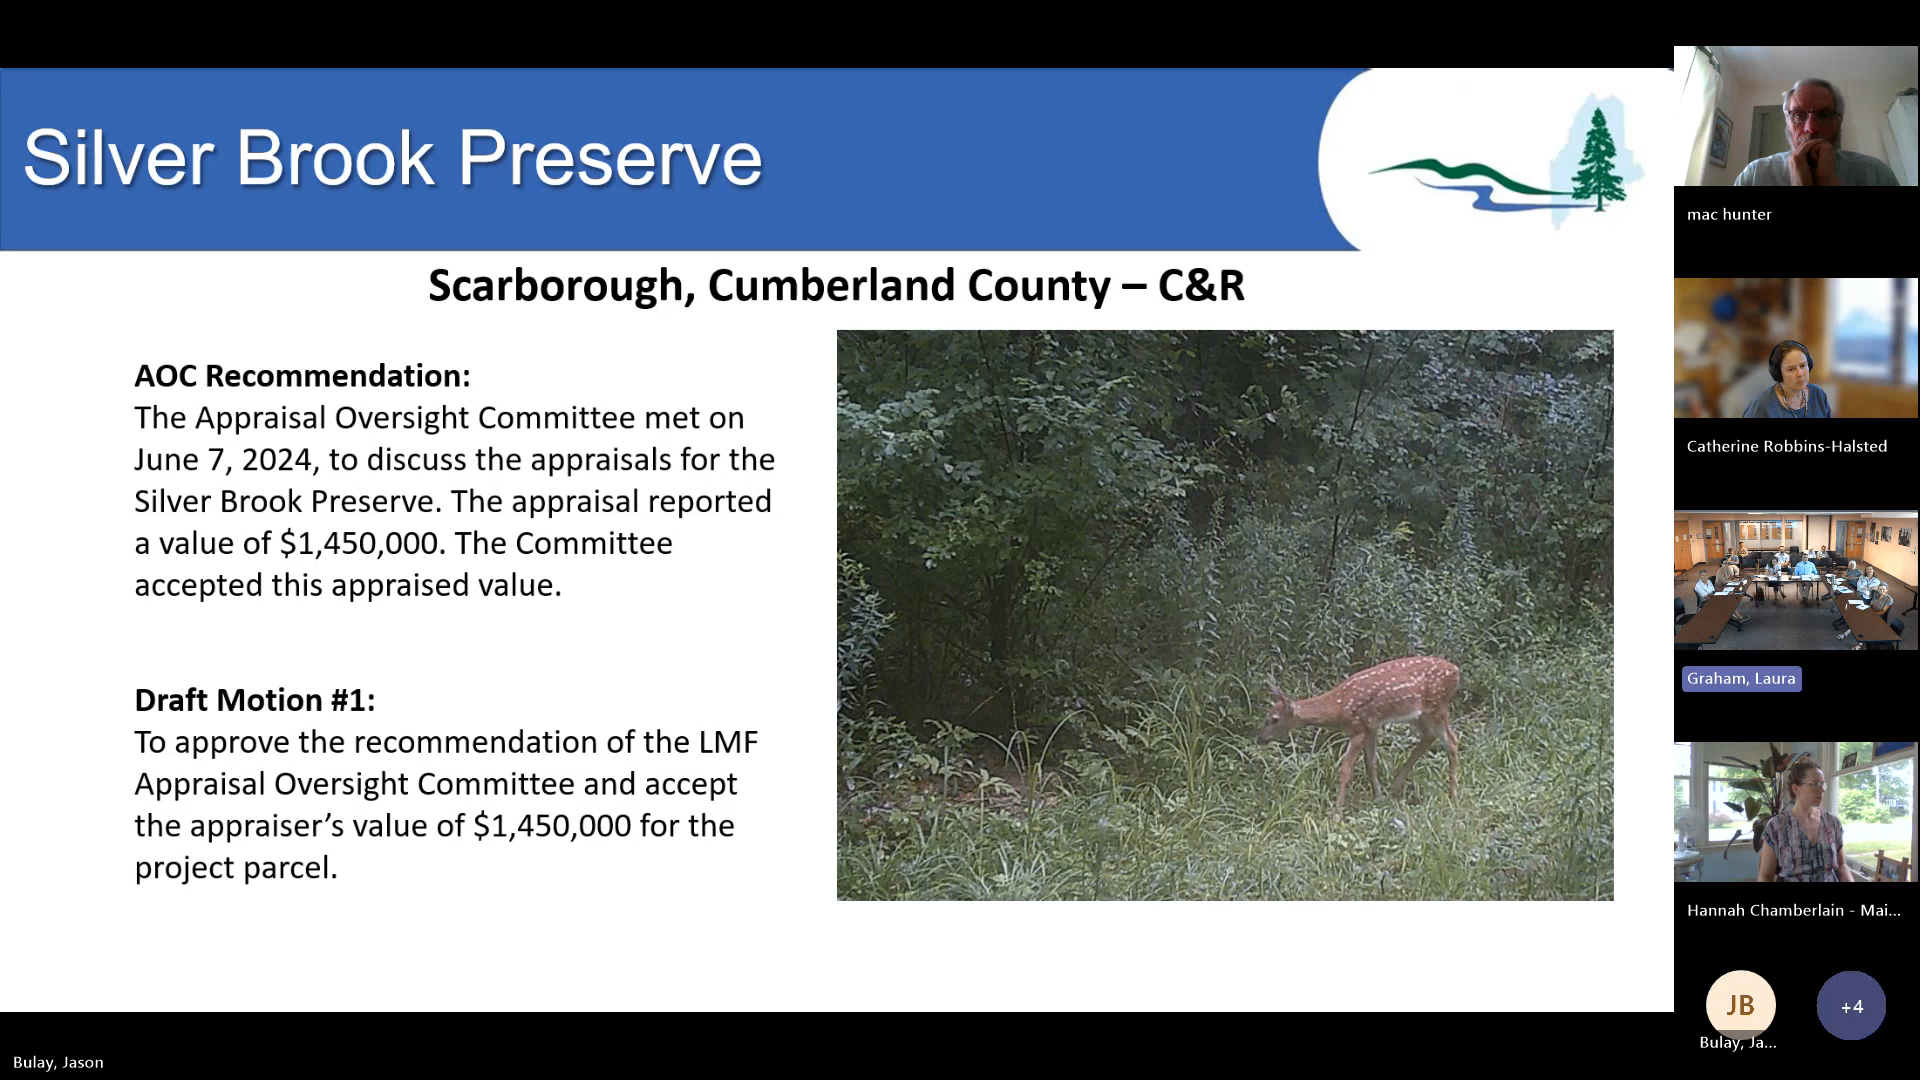 Silver Brook Preserve
Scarborough, Cumberland County – C&R
AOC Recommendation:
The Appraisal Oversight Committee met on
June 7, 2024, to discuss the appraisals for the
Silver Brook Preserve. The appraisal reported
a value of $1,450,000. The Committee
accepted this appraised value.
Draft Motion #1:
To approve the recommendation of the LMF
Appraisal Oversight Committee and accept
the appraiser’s value of $1,450,000 for the
project parcel.
mac hunter
Catherine Robbins-Halsted
Graham, Laura
Hannah Chamberlain - Mai...
JB
+4
Bulay, Ja...
Bulay, Jason